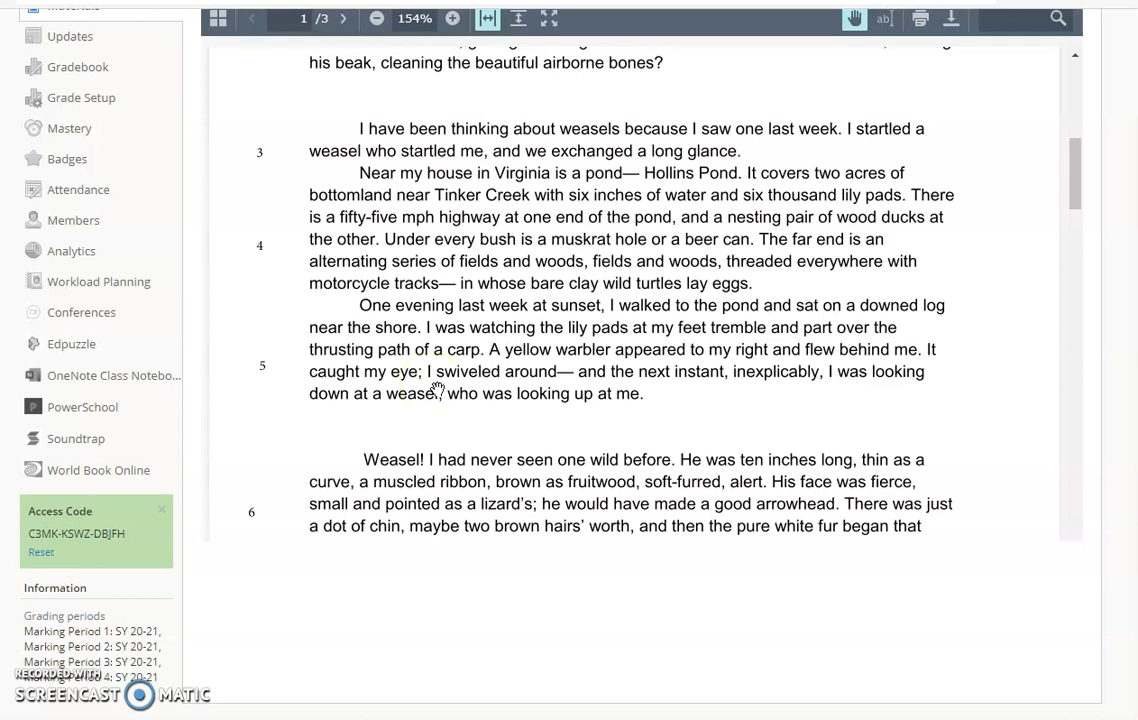 Materials
Updates
Gradebook
Grade Setup
Mastery
Badges
Attendance
Members
Analytics
Workload Planning
Conferences
Edpuzzle
OneNote Class Notebo...
PowerSchool
Soundtrap
World Book Online
Access Code
C3MK-KSWZ-DBJFH
Reset
Information
Grading periods
Marking Period 1: SY 20-21,
Marking Period 2: SY 20-21,
Marking Period 3: SY 20-21,
Marking Period 4: SY 20-21
RECORDED WITH
SCREENCAST MATIC
1 /3
154%
ab
his beak, cleaning the beautiful airborne bones?
I have been thinking about weasels because I saw one last week. I startled a
3 weasel who startled me, and we exchanged a long glance.
Near my house in Virginia is a pond— Hollins Pond. It covers two acres of
bottomland near Tinker Creek with six inches of water and six thousand lily pads. There
is a fifty-five mph highway at one end of the pond, and a nesting pair of wood ducks at
4 the other. Under every bush is a muskrat hole or a beer can. The far end is an
alternating series of fields and woods, fields and woods, threaded everywhere with
motorcycle tracks— in whose bare clay wild turtles lay eggs.
One evening last week at sunset, I walked to the pond and sat on a downed log
near the shore. I was watching the lily pads at my feet tremble and part over the
thrusting path of a carp. A yellow warbler appeared to my right and flew behind me. It
5 caught my eye; I swiveled around— and the next instant, inexplicably, I was looking
down at a weasel, who was looking up at me.
Weasel! I had never seen one wild before. He was ten inches long, thin as a
curve, a muscled ribbon, brown as fruitwood, soft-furred, alert. His face was fierce,
6 small and pointed as a lizard's; he would have made a good arrowhead. There was just
a dot of chin, maybe two brown hairs' worth, and then the pure white fur began that